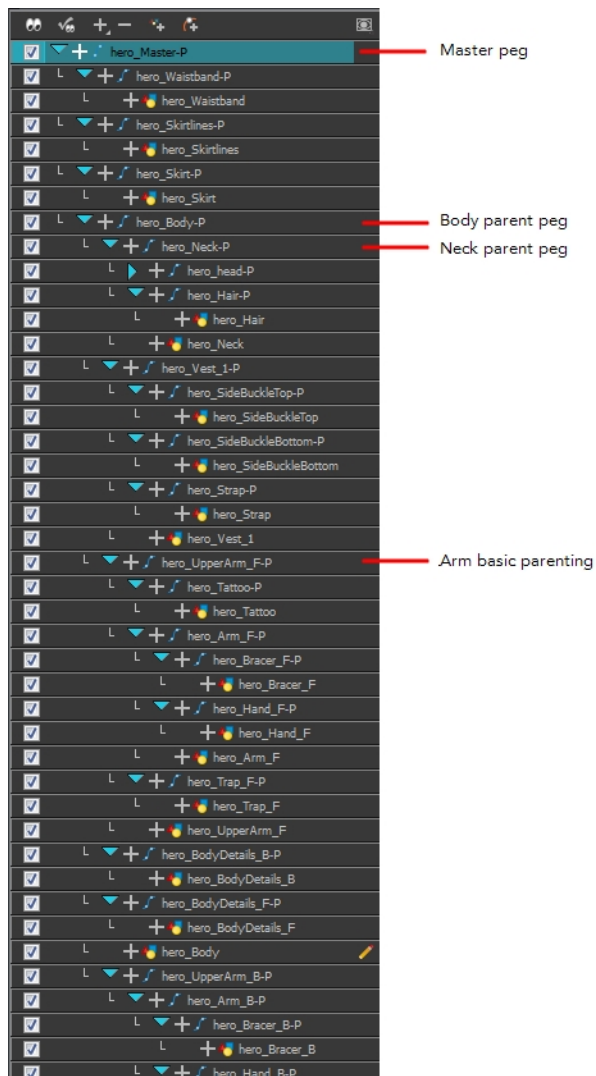 hero_Master-P Master peg
hero_Waistband-P
hero_Waistband
hero_Skirtlines-P
hero_Skirtlines
hero_Skirt-P
hero_Skirt
hero_Body-P Body parent peg
hero_Neck-P Neck parent peg
hero_head-P
hero_Hair-P
hero_Hair
hero_Neck
hero_Vest_1-P
hero_SideBuckleTop-P
hero_SideBuckleTop
hero_SideBuckleBottom-P
hero_SideBuckleBottom
hero_Strap-P
hero_Strap
hero_Vest_1
hero_UpperArm_F-P Arm basic parenting
hero_Tattoo-P
hero_Tattoo
hero_Arm_F-P
hero_Bracer_F-P
hero_Bracer_F
hero_Hand_F-P
hero_Hand_F
hero_Arm_F
hero_Trap_F-P
hero_Trap_F
hero_UpperArm_F
hero_BodyDetails_B-P
hero_BodyDetails_B
hero_BodyDetails_F-P
hero_BodyDetails_F
hero_Body
hero_UpperArm_B-P
hero_Arm_B-P
hero_Bracer_B-P
hero_Bracer_B
hero_Hand_B-P